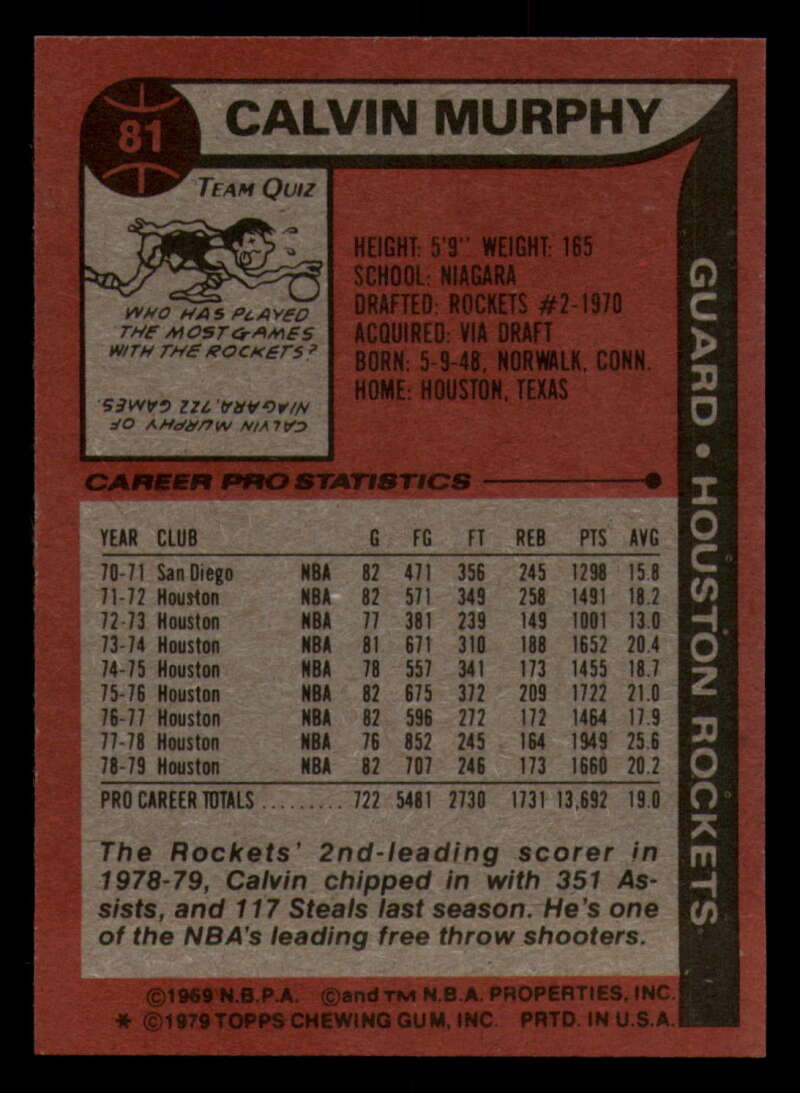 81
CALVIN MURPHY
TEAM QUIZ
WHO HAS PLAYED
THE MOST GAMES
WITH THE ROCKETS?
CALVIN MURPHY OF
NIAGARA, 722 GAMES.
HEIGHT: 5'9" WEIGHT: 165
SCHOOL: NIAGARA
DRAFTED: ROCKETS #2-1970
ACQUIRED: VIA DRAFT
BORN: 5-9-48, NORWALK, CONN.
HOME: HOUSTON, TEXAS
GUARD • HOUSTON ROCKETS
CAREER PRO STATISTICS
YEAR CLUB G FG FT REB PTS AVG
70-71 San Diego NBA 82 471 356 245 1298 15.8
71-72 Houston NBA 82 571 349 258 1491 18.2
72-73 Houston NBA 77 381 239 149 1001 13.0
73-74 Houston NBA 81 671 310 188 1652 20.4
74-75 Houston NBA 78 557 341 173 1455 18.7
75-76 Houston NBA 82 675 372 209 1722 21.0
76-77 Houston NBA 82 596 272 172 1464 17.9
77-78 Houston NBA 76 852 245 164 1949 25.6
78-79 Houston NBA 82 707 246 173 1660 20.2
PRO CAREER TOTALS ......... 722 5481 2730 1731 13,692 19.0
The Rockets' 2nd-leading scorer in
1978-79, Calvin chipped in with 351 As-
sists, and 117 Steals last season. He's one
of the NBA's leading free throw shooters.
©1969 N.B.P.A. ©and TM N.B.A. PROPERTIES, INC.
* ©1979 TOPPS CHEWING GUM, INC. PRTD. IN U.S.A.